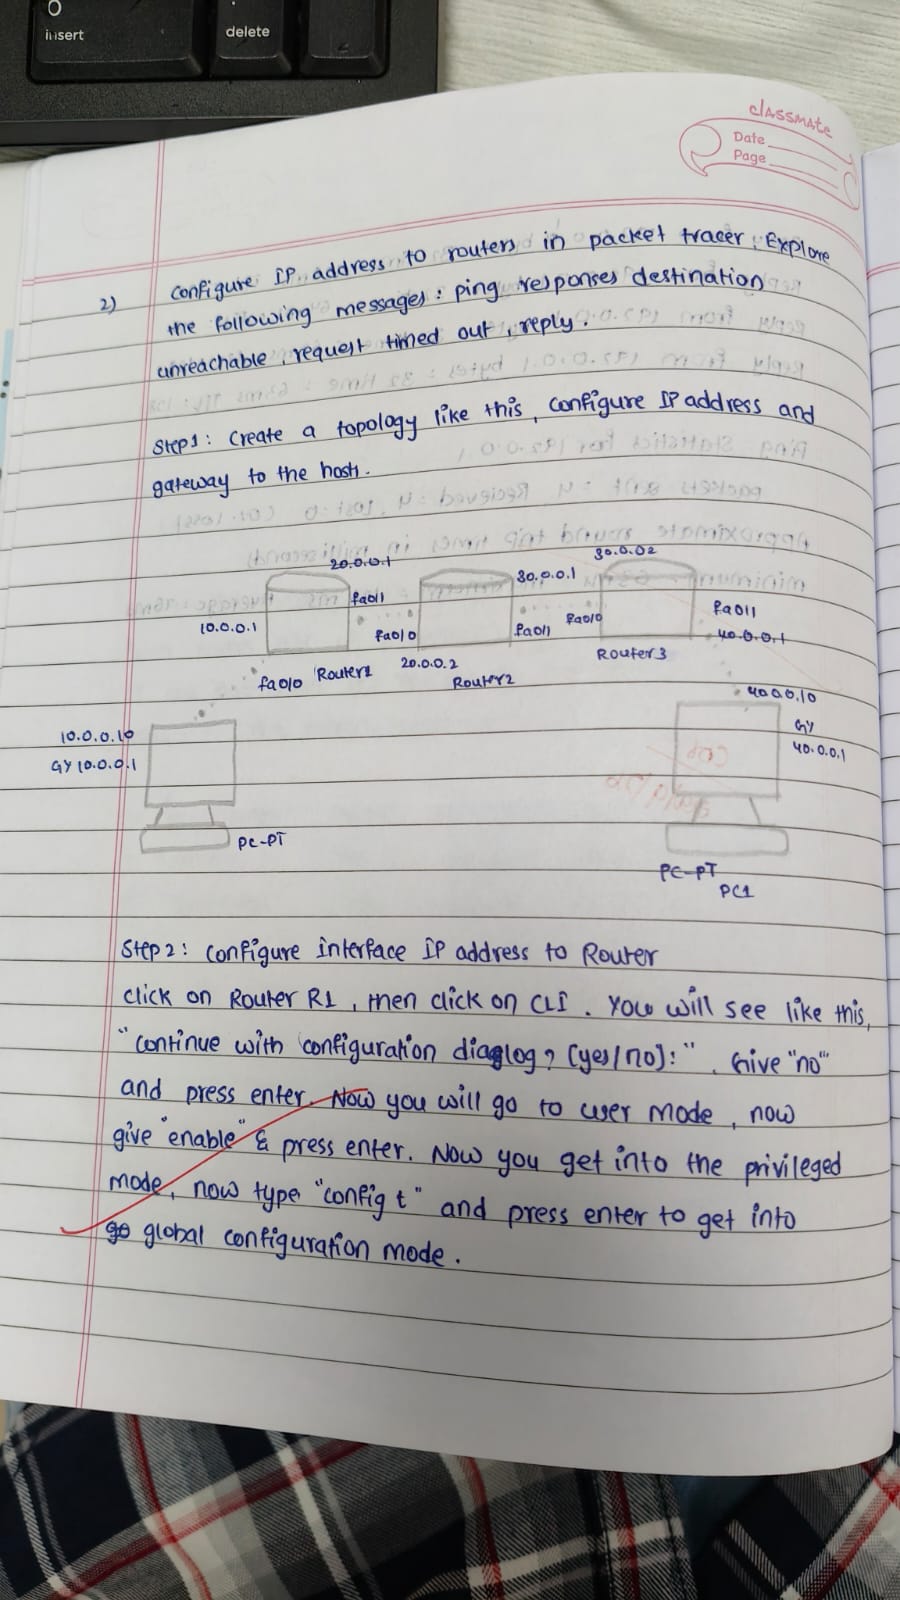 insert
delete
classmate
Date
Page
2) Configure IP address to routers in packet tracer. Explore
the following messages: ping responses destination
unreachable, request timed out, reply.
Step1: Create a topology like this, configure IP address and
gateway to the hosts.
20.0.0.1
30.0.0.2
10.0.0.1
fa0/1
30.0.0.1
fa0/1
fa0/0
fa0/1
fa0/0
40.0.0.1
fa0/0
Router1
20.0.0.2
Router2
Router3
10.0.0.10
GY 10.0.0.1
40.0.0.10
GY
40.0.0.1
PC-PT
PC-PT
PC1
Step2: Configure interface IP address to Router
click on Router R1, then click on CLI. You will see like this,
"continue with configuration dialog? (yes/no):". Give "no"
and press enter. Now you will go to user mode, now
give "enable" & press enter. Now you get into the privileged
mode, now type "config t" and press enter to get into
go global configuration mode.